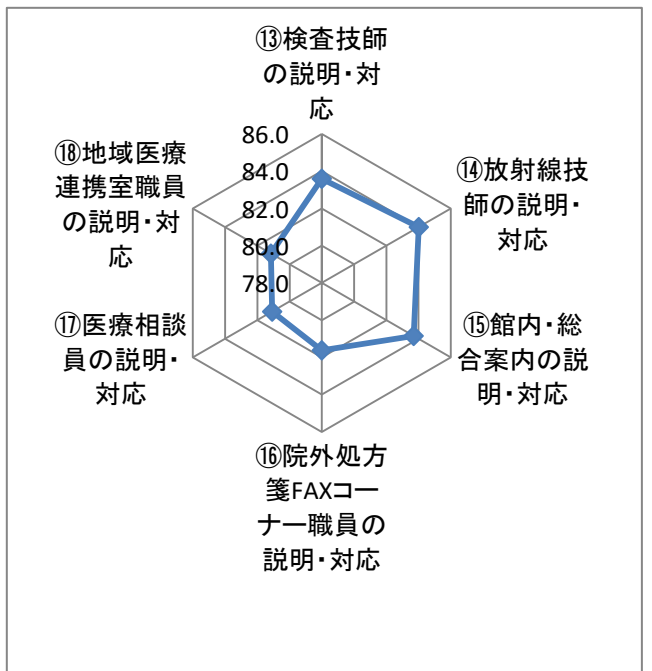 ⑬検査技師
の説明・対
応
86.0
84.0
82.0
80.0
78.0
⑭放射線技
師の説明・
対応
⑮館内・総
合案内の説
明・対応
⑯院外処方
箋FAXコー
ナー職員の
説明・対応
⑰医療相談
員の説明・
対応
⑱地域医療
連携室職員
の説明・対
応